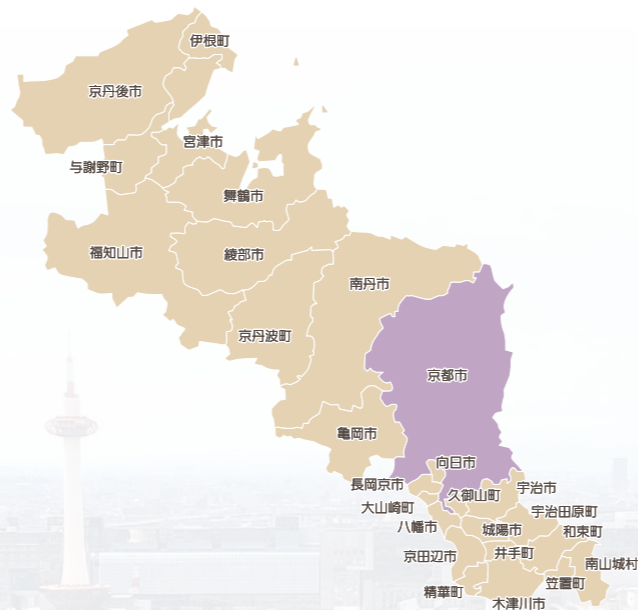 伊根町
京丹後市
宮津市
与謝野町
舞鶴市
福知山市
綾部市
南丹市
京丹波町
京都市
亀岡市
向日市
長岡京市
久御山町
宇治市
大山崎町
宇治田原町
八幡市
城陽市
和束町
京田辺市
井手町
南山城村
笠置町
精華町
木津川市